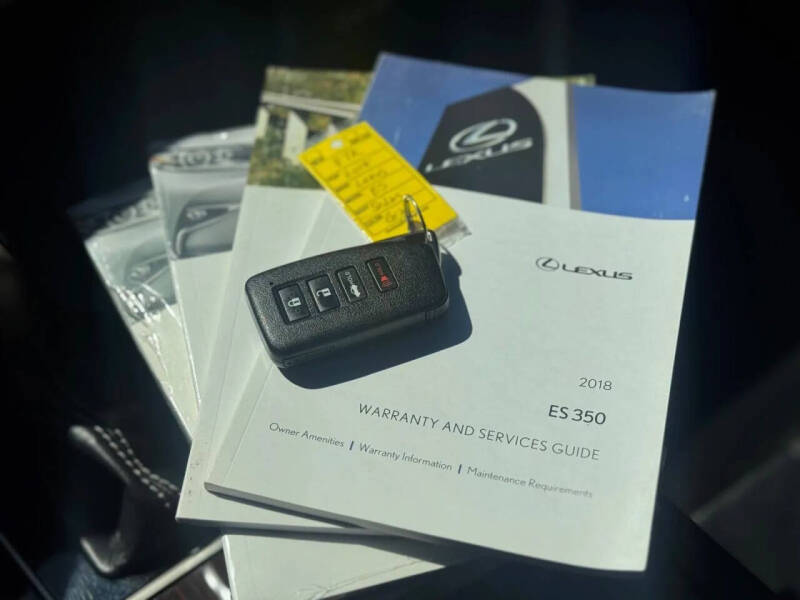 LEXUS
LEXUS
2018
ES 350
WARRANTY AND SERVICES GUIDE
Owner Amenities | Warranty Information | Maintenance Requirements